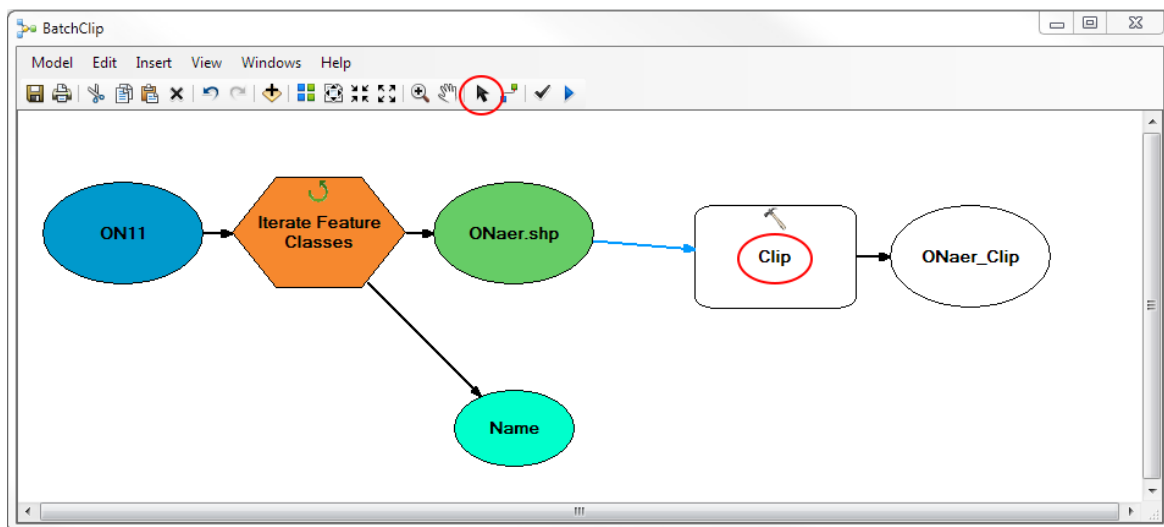 BatchClip
Model Edit Insert View Windows Help
ON11
Iterate Feature
Classes
ONaer.shp
Clip
ONaer_Clip
Name